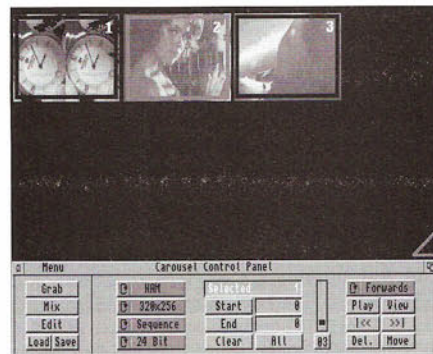 1 2 3
Menu Carousel Control Panel
Grab HAM Selected 1 Forwards
Mix 320x256 Start 0 Play View
Edit Sequence End 0 |<< >>|
Load Save 24 Bit Clear All 03 Del. Move